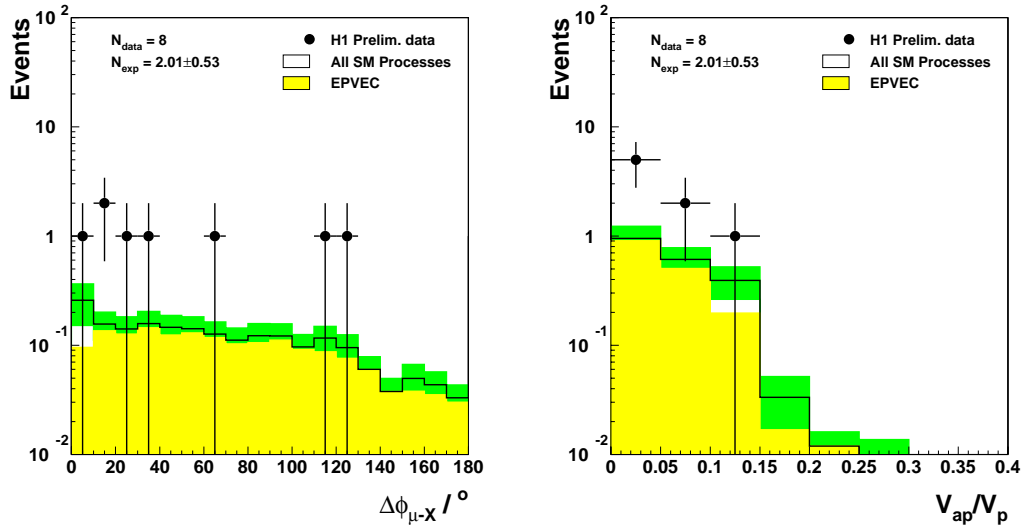 Events
10²
10
1
10⁻¹
10⁻²
N_data = 8
N_exp = 2.01±0.53
H1 Prelim. data
All SM Processes
EPVEC
0 20 40 60 80 100 120 140 160 180
Δϕ_μ-X / °
Events
10²
10
1
10⁻¹
10⁻²
N_data = 8
N_exp = 2.01±0.53
H1 Prelim. data
All SM Processes
EPVEC
0 0.05 0.1 0.15 0.2 0.25 0.3 0.35 0.4
V_ap/V_p